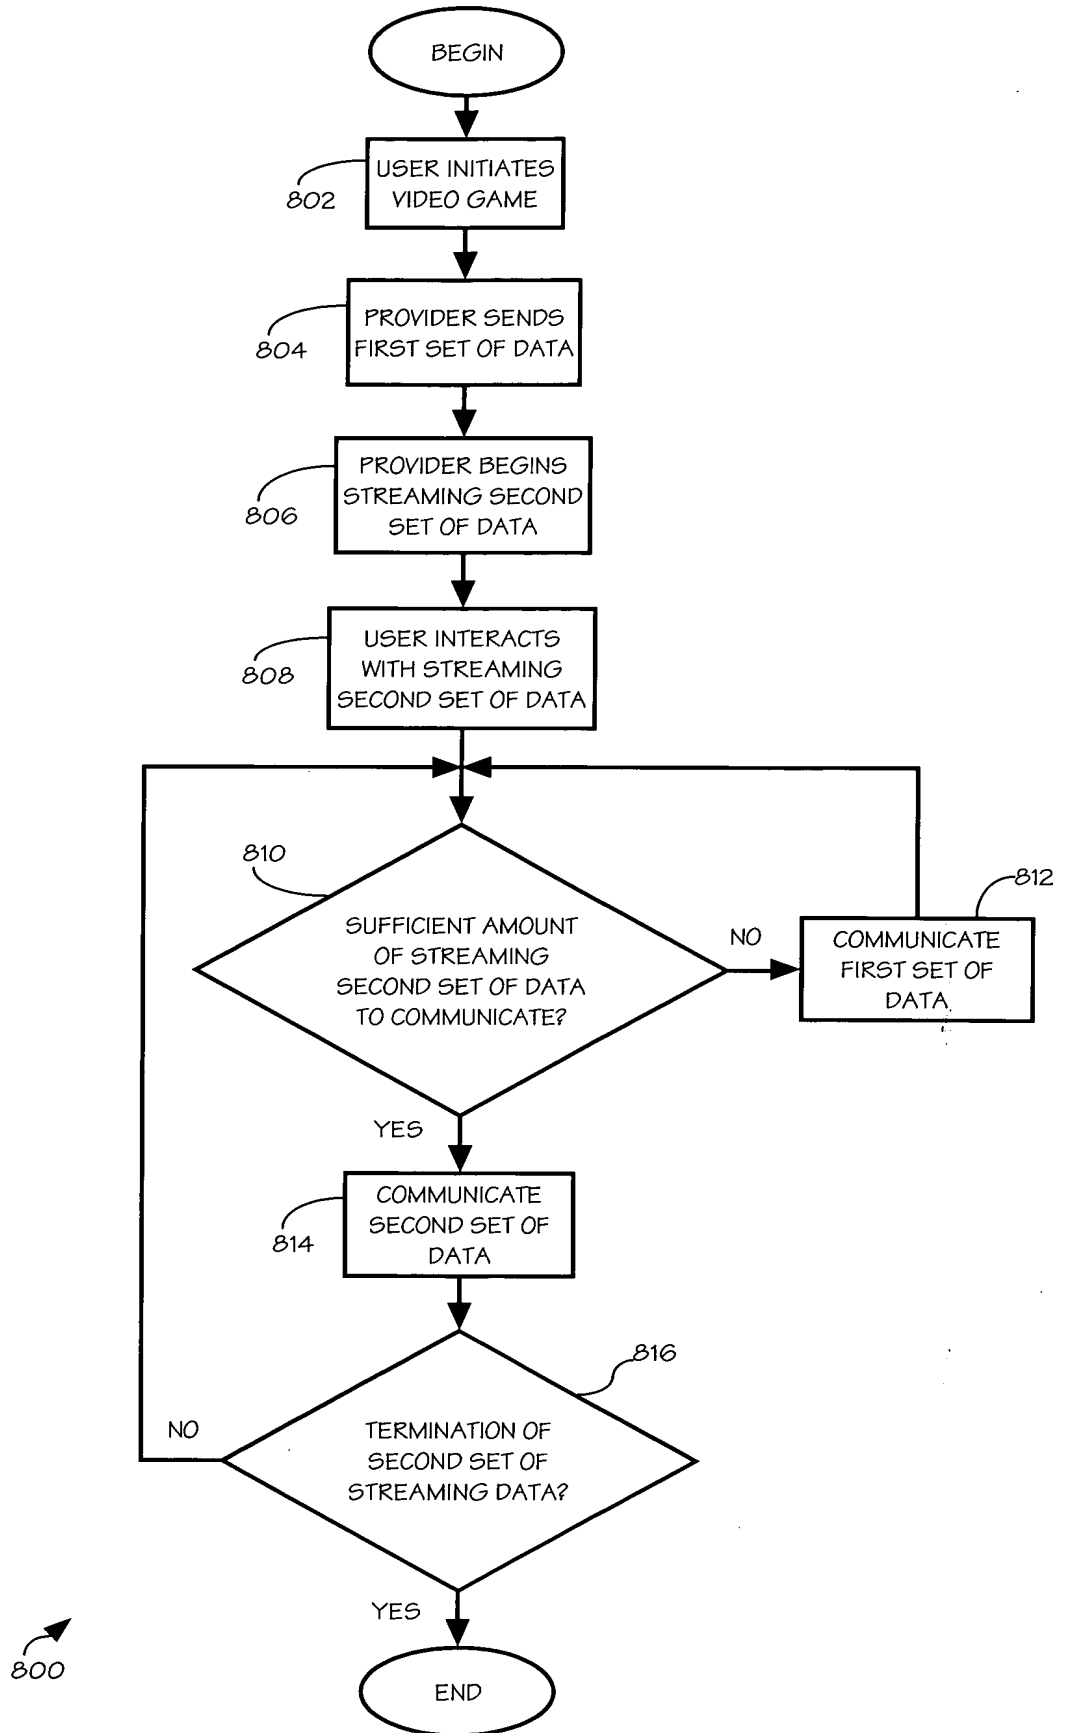 BEGIN
USER INITIATES
VIDEO GAME
802
PROVIDER SENDS
FIRST SET OF DATA
804
PROVIDER BEGINS
STREAMING SECOND
SET OF DATA
806
USER INTERACTS
WITH STREAMING
SECOND SET OF DATA
808
810
SUFFICIENT AMOUNT
OF STREAMING
SECOND SET OF DATA
TO COMMUNICATE?
NO
812
COMMUNICATE
FIRST SET OF
DATA
YES
COMMUNICATE
SECOND SET OF
DATA
814
816
TERMINATION OF
SECOND SET OF
STREAMING DATA?
NO
YES
END
800